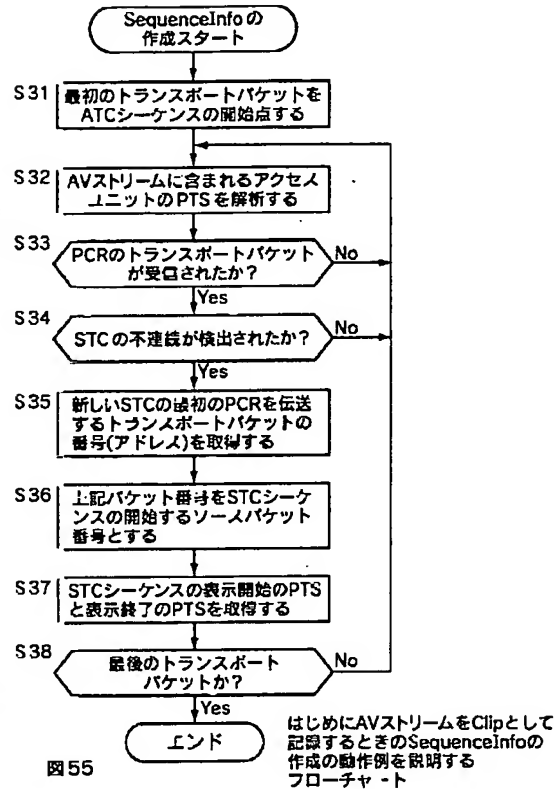 SequenceInfoの
作成スタート
S31
最初のトランスポートパケットを
ATCシーケンスの開始点する
S32
AVストリームに含まれるアクセス
ユニットのPTSを解析する
S33
PCRのトランスポートパケット
が受信されたか?
No
Yes
S34
STCの不連続が検出されたか?
No
Yes
S35
新しいSTCの最初のPCRを伝送
するトランスポートパケットの
番号(アドレス)を取得する
S36
上記パケット番号をSTCシーケ
ンスの開始するソースパケット
番号とする
S37
STCシーケンスの表示開始のPTS
と表示終了のPTSを取得する
S38
最後のトランスポート
パケットか?
No
Yes
エンド
はじめにAVストリームをClipとして
記録するときのSequenceInfoの
作成の動作例を説明する
フローチャート
図55